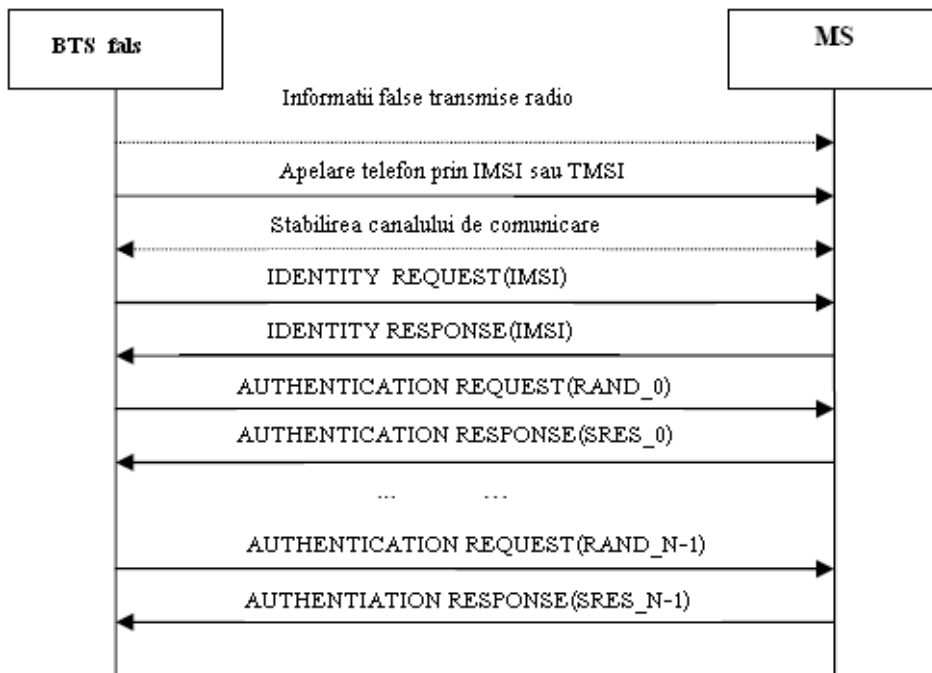 BTS fals
MS
Informatii false transmise radio
Apelare telefon prin IMSI sau TMSI
Stabilirea canalului de comunicare
IDENTITY REQUEST(IMSI)
IDENTITY RESPONSE(IMSI)
AUTHENTICATION REQUEST(RAND_0)
AUTHENTICATION RESPONSE(SRES_0)
... ...
AUTHENTICATION REQUEST(RAND_N-1)
AUTHENTIATION RESPONSE(SRES_N-1)